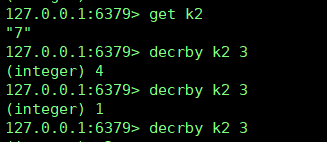 127.0.0.1:6379> get k2
"7"
127.0.0.1:6379> decrby k2 3
(integer) 4
127.0.0.1:6379> decrby k2 3
(integer) 1
127.0.0.1:6379> decrby k2 3